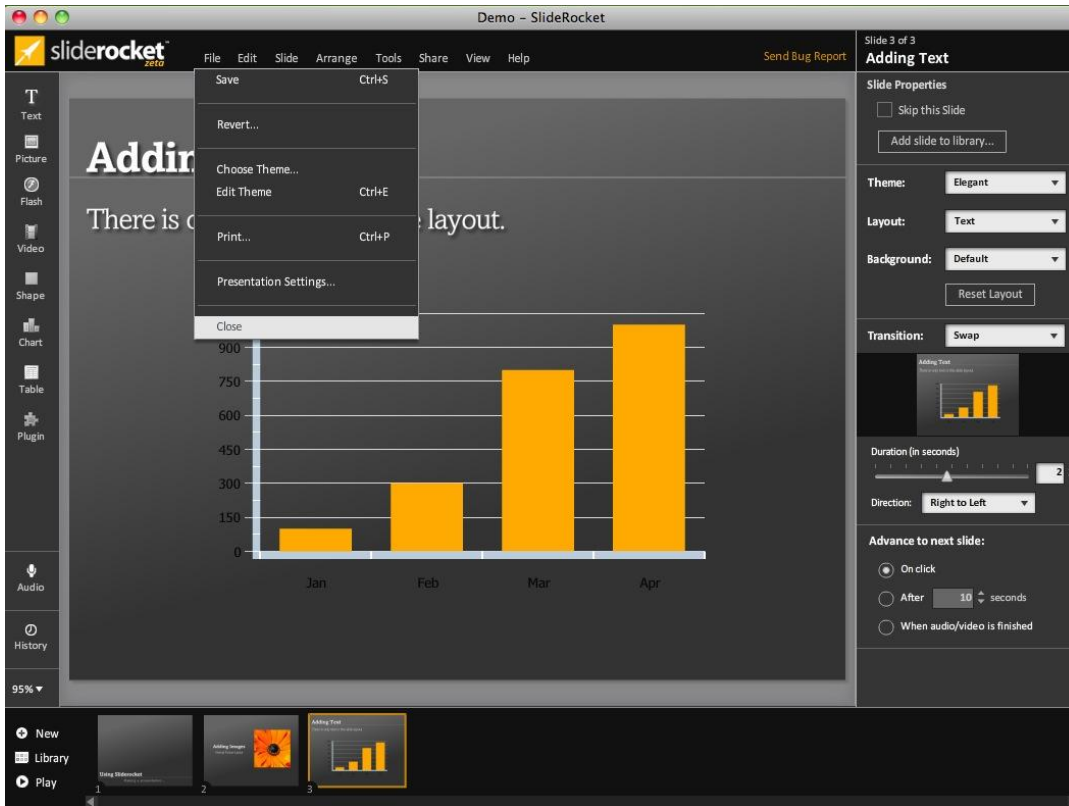 Demo – SlideRocket
sliderocket
zeta
File Edit Slide Arrange Tools Share View Help
Send Bug Report
Slide 3 of 3
Adding Text
Save Ctrl+S
Revert...
Choose Theme...
Edit Theme Ctrl+E
Print... Ctrl+P
Presentation Settings...
Close
Text
Picture
Flash
Video
Shape
Chart
Table
Plugin
Audio
History
95%
Addin
There is layout.
900
750
600
450
300
150
0
Jan Feb Mar Apr
Slide Properties
Skip this Slide
Add slide to library...
Theme: Elegant
Layout: Text
Background: Default
Reset Layout
Transition: Swap
Adding Text
Duration (in seconds)
2
Direction: Right to Left
Advance to next slide:
On click
After 10 seconds
When audio/video is finished
New
Library
Play
Using Sliderocket
1
Adding Images
2
Adding Text
3